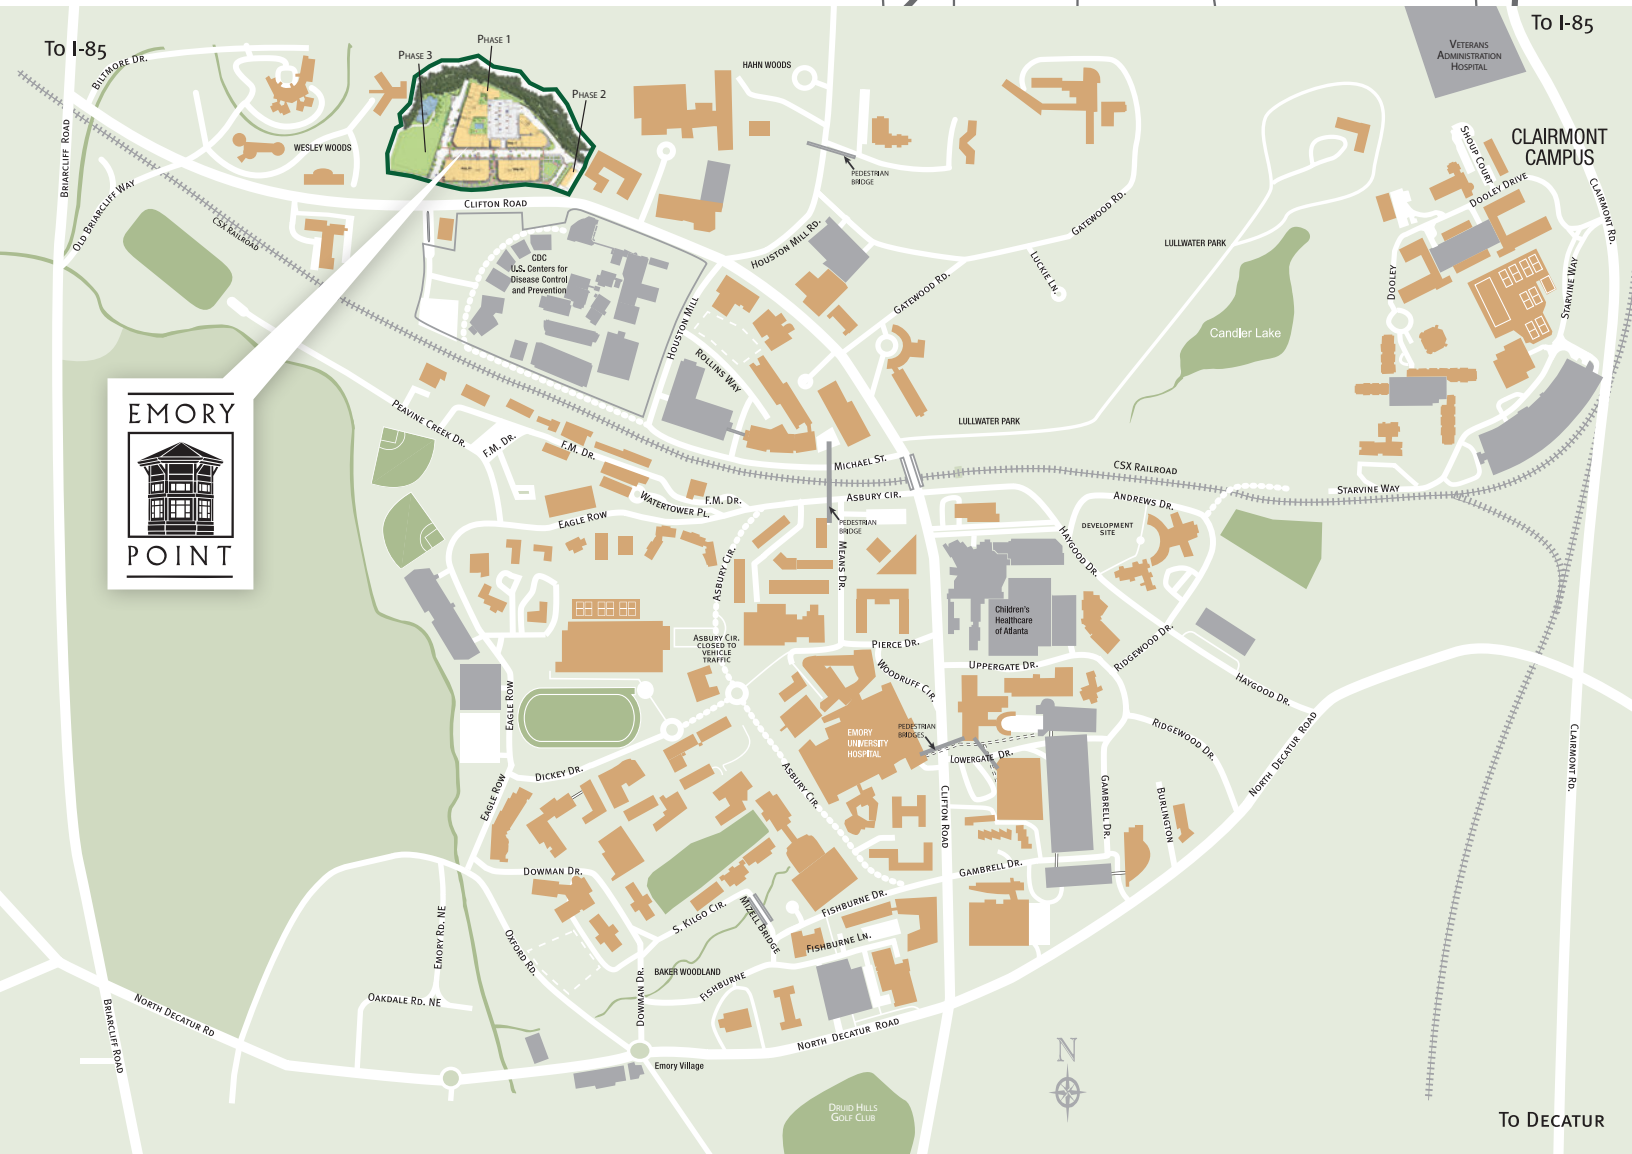 To I-85
To I-85
Phase 1
Phase 3
Phase 2
Biltmore Dr.
Hahn Woods
Veterans
Administration
Hospital
Briarcliff Road
Wesley Woods
Pedestrian
Bridge
Shoup Court
CLAIRMONT
CAMPUS
Dooley Drive
Clairmont Rd.
Old Briarcliff Way
Clifton Road
CSX Railroad
Gatewood Rd.
Houston Mill Rd.
Luckie Ln.
Lullwater Park
CDC
U.S. Centers for
Disease Control
and Prevention
Gatewood Rd.
Dooley
Starvine Way
Houston Mill
Rollins Way
Candler Lake
EMORY
POINT
Peavine Creek Dr.
F.M. Dr.
F.M. Dr.
Lullwater Park
Michael St.
CSX Railroad
Starvine Way
Watertower Pl.
F.M. Dr.
Asbury Cir.
Andrews Dr.
Eagle Row
Pedestrian
Bridge
Development
Site
Haygood Dr.
Means Dr.
Asbury Cir.
Children's
Healthcare
of Atlanta
Asbury Cir.
Closed to
Vehicle
Traffic
Pierce Dr.
Uppergate Dr.
Ridgewood Dr.
Woodruff Cir.
Haygood Dr.
Eagle Row
Emory
University
Hospital
Pedestrian
Bridges
Lowergate Dr.
Ridgewood Dr.
North Decatur Road
Clairmont Rd.
Dickey Dr.
Eagle Row
Asbury Cir.
Clifton Road
Gambrell Dr.
Burlington
Dowman Dr.
Gambrell Dr.
S. Kilgo Cir.
Mizell Bridge
Fishburne Dr.
Fishburne Ln.
Emory Rd. NE
Oxford Rd.
Baker Woodland
Fishburne
Dowman Dr.
Oakdale Rd. NE
North Decatur Rd
Briarcliff Road
North Decatur Road
Emory Village
N
Druid Hills
Golf Club
To Decatur